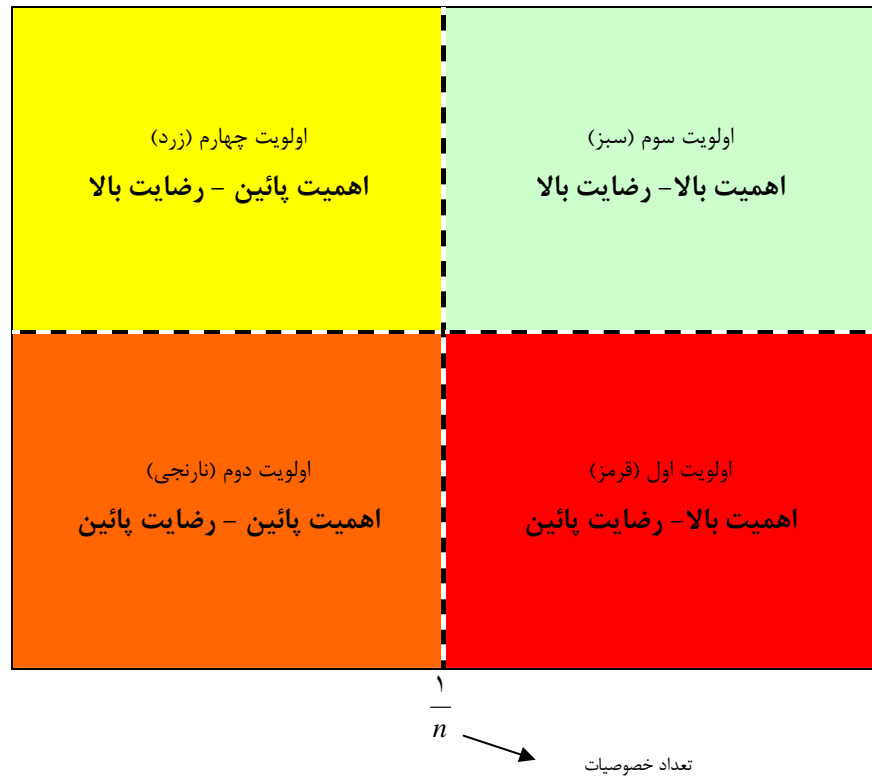 اولویت سوم (سبز)
اهمیت بالا- رضایت بالا
اولویت چهارم (زرد)
اهمیت پائین - رضایت بالا
اولویت اول (قرمز)
اهمیت بالا- رضایت پائین
اولویت دوم (نارنجی)
اهمیت پائین - رضایت پائین
۱
n
تعداد خصوصیات